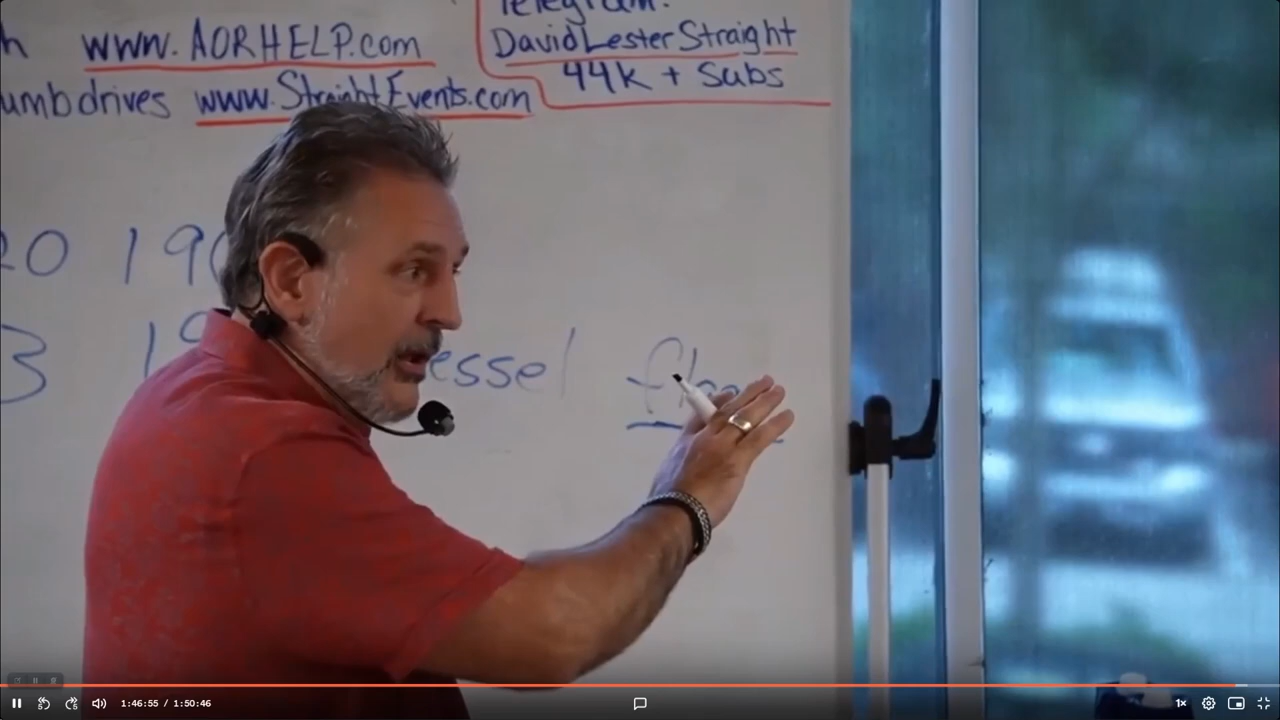 Telegram:
www.AORHELP.com
DavidLesterStraight
44k + Subs
umbdrives www.StraightEvents.com
20 190
3 19 essel
1:46:55 / 1:50:46
1x